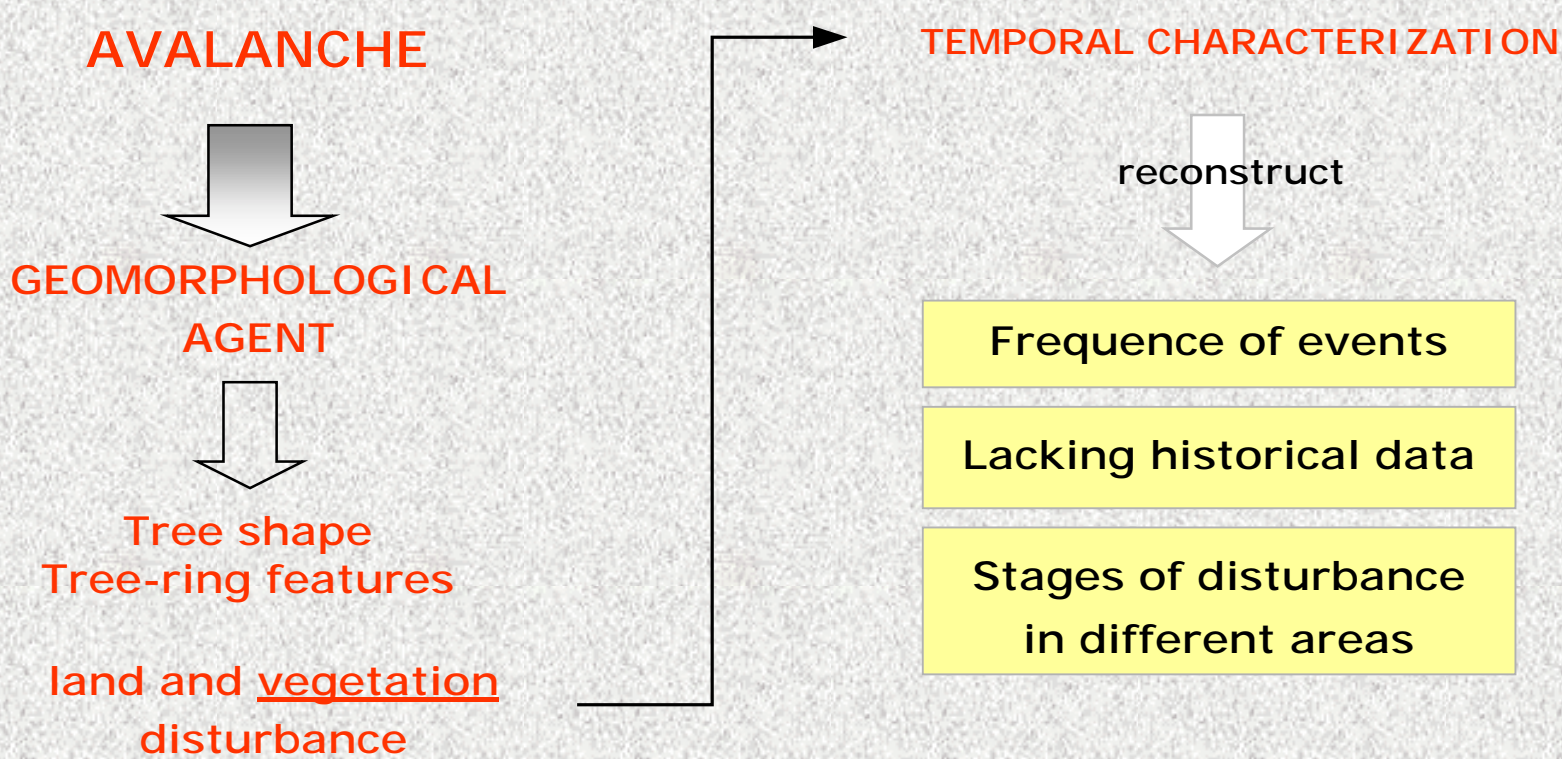 AVALANCHE
GEOMORPHOLOGICAL
AGENT
Tree shape
Tree-ring features
land and vegetation
disturbance
TEMPORAL CHARACTERIZATION
reconstruct
Frequence of events
Lacking historical data
Stages of disturbance
in different areas